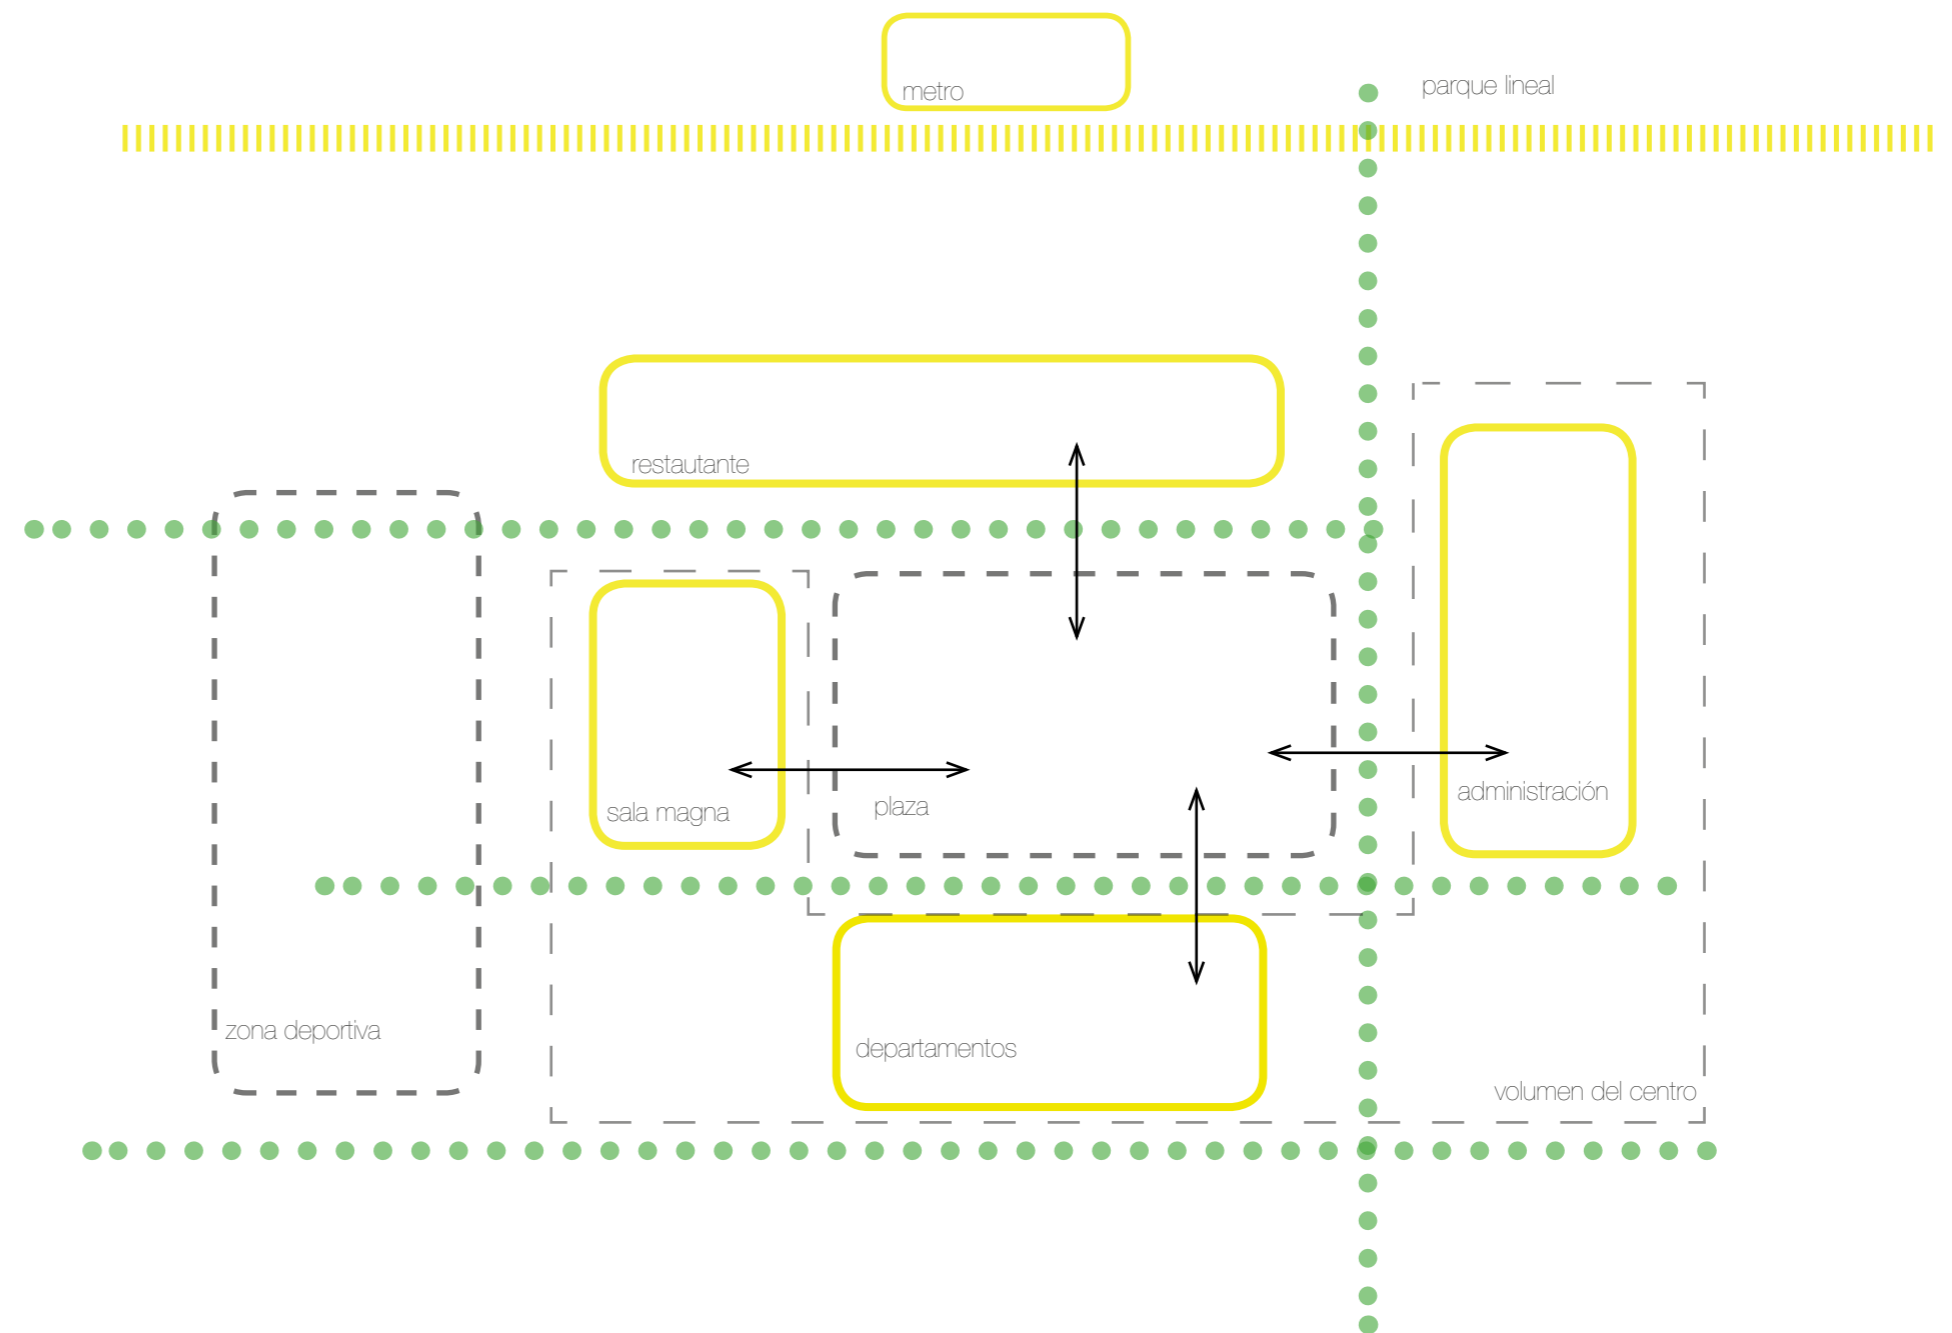 metro
parque lineal
restautante
sala magna
plaza
administración
zona deportiva
departamentos
volumen del centro